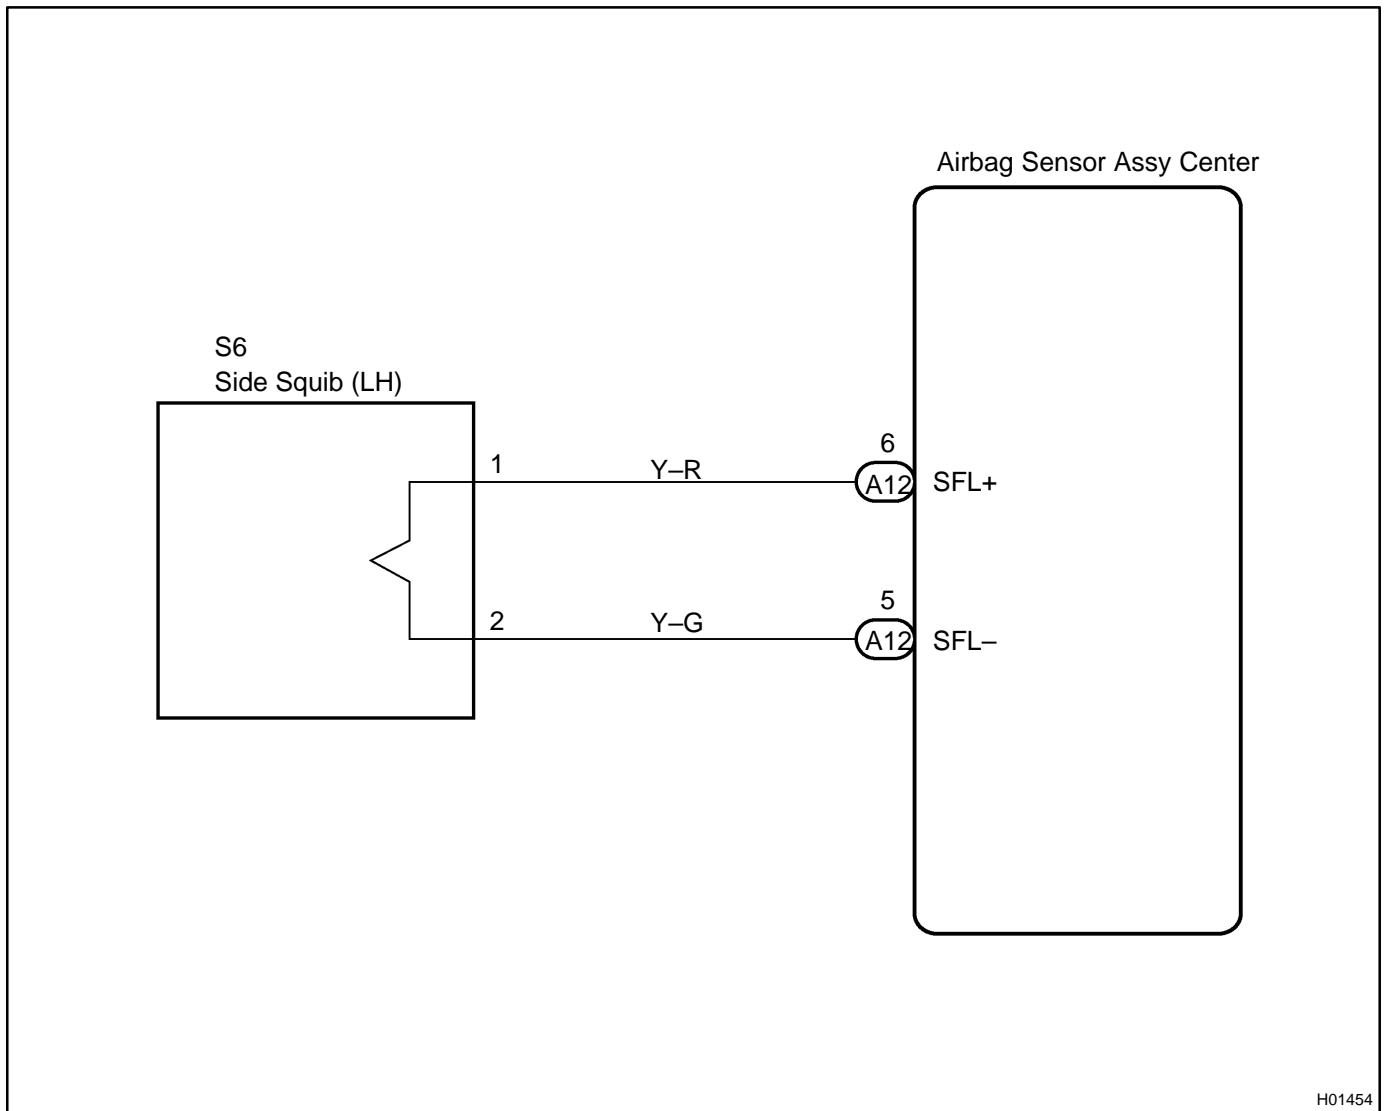 Airbag Sensor Assy Center
S6
Side Squib (LH)
1
Y–R
6
A12
SFL+
2
Y–G
5
A12
SFL–
H01454